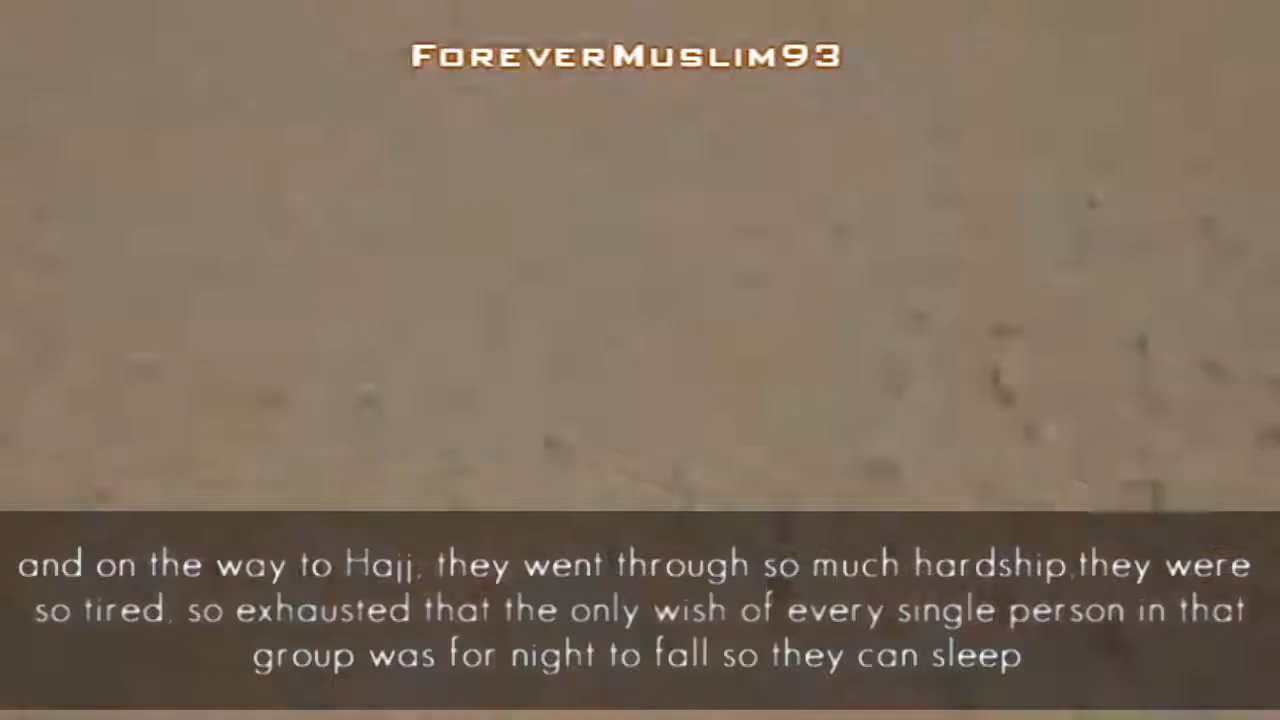 ForeverMuslim93
and on the way to Hajj, they went through so much hardship,they were
so tired, so exhausted that the only wish of every single person in that
group was for night to fall so they can sleep